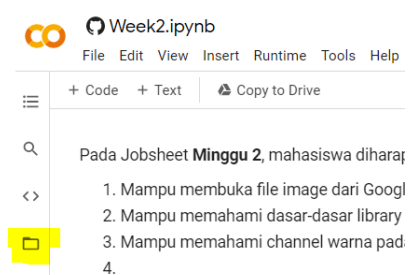 Week2.ipynb
File Edit View Insert Runtime Tools Help
+ Code + Text Copy to Drive
Pada Jobsheet Minggu 2, mahasiswa diharap
1. Mampu membuka file image dari Googl
2. Mampu memahami dasar-dasar library
3. Mampu memahami channel warna pad
4.